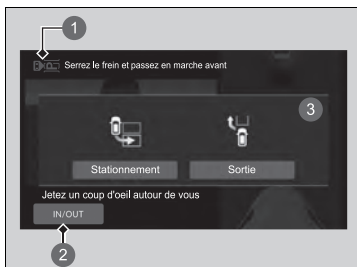 1
Serrez le frein et passez en marche avant
3
Stationnement
Sortie
Jetez un coup d'oeil autour de vous
IN/OUT
2